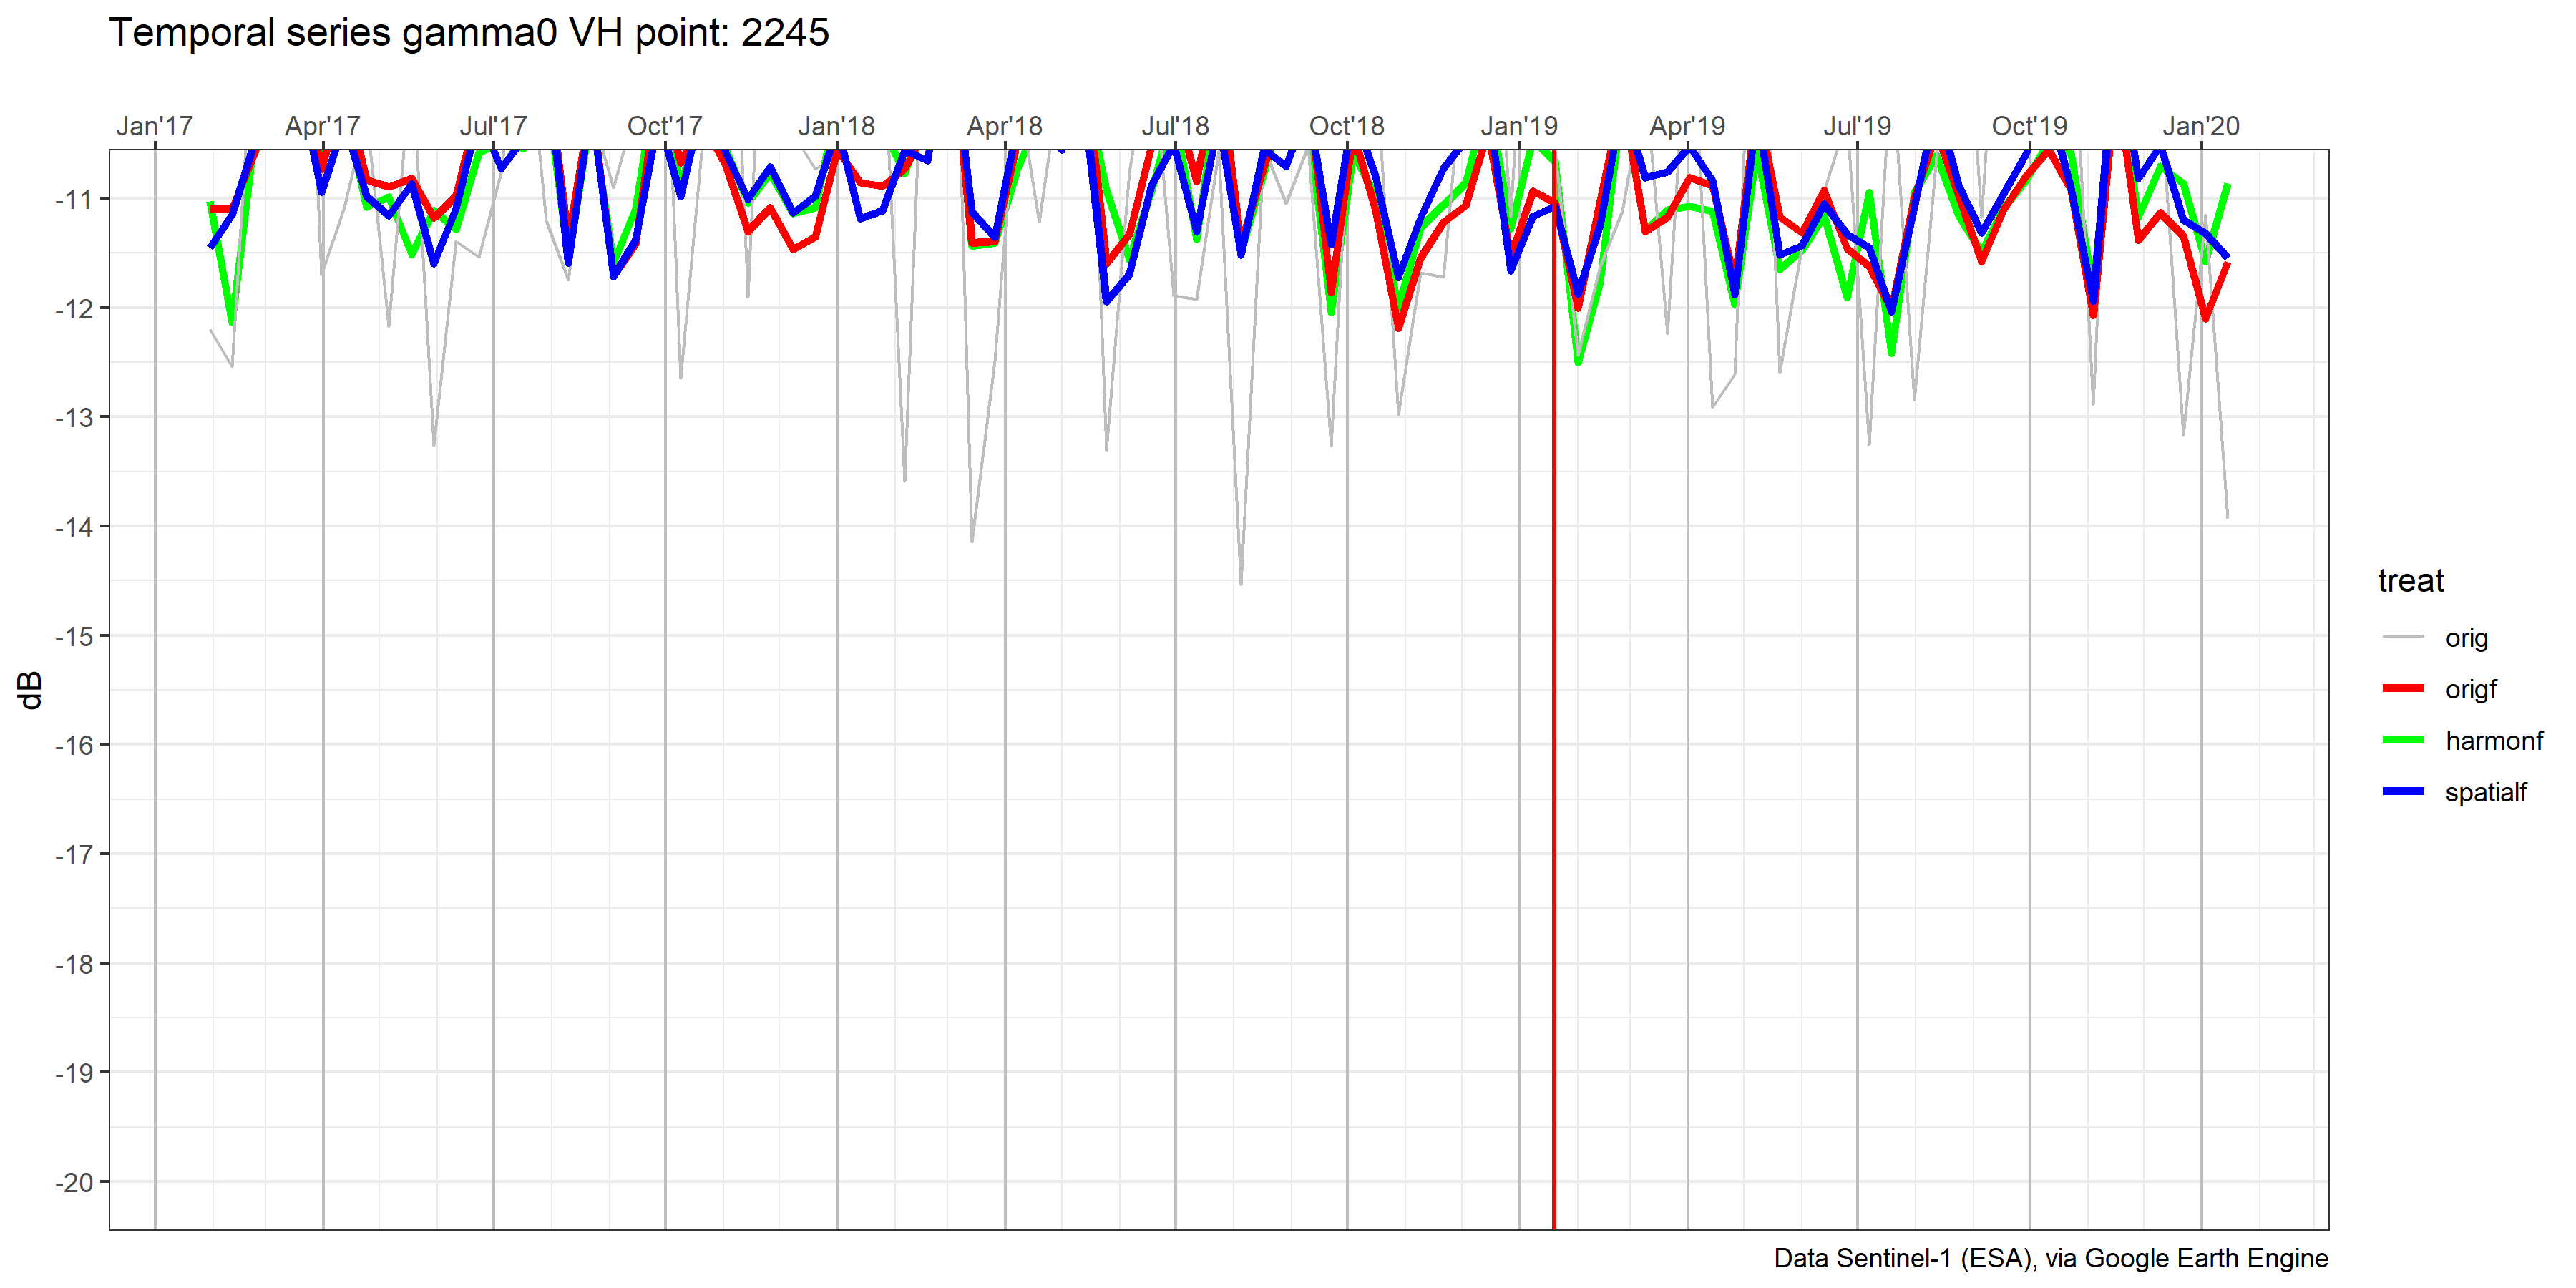 Temporal series gamma0 VH point: 2245
Jan'17 Apr'17 Jul'17 Oct'17 Jan'18 Apr'18 Jul'18 Oct'18 Jan'19 Apr'19 Jul'19 Oct'19 Jan'20
-11
-12
-13
-14
-15
-16
-17
-18
-19
-20
dB
treat
orig
origf
harmonf
spatialf
Data Sentinel-1 (ESA), via Google Earth Engine